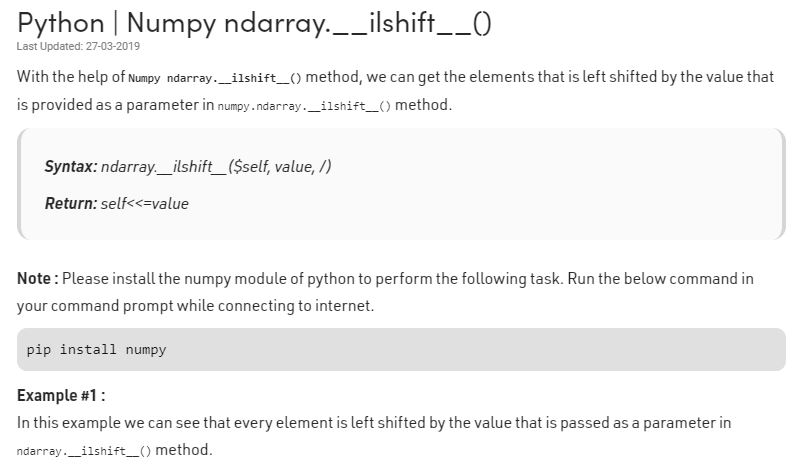 Python | Numpy ndarray.__ilshift__()
Last Updated: 27-03-2019
With the help of Numpy ndarray.__ilshift__() method, we can get the elements that is left shifted by the value that
is provided as a parameter in numpy.ndarray.__ilshift__() method.
Syntax: ndarray.__ilshift__($self, value, /)
Return: self<<=value
Note : Please install the numpy module of python to perform the following task. Run the below command in
your command prompt while connecting to internet.
pip install numpy
Example #1 :
In this example we can see that every element is left shifted by the value that is passed as a parameter in
ndarray.__ilshift__() method.